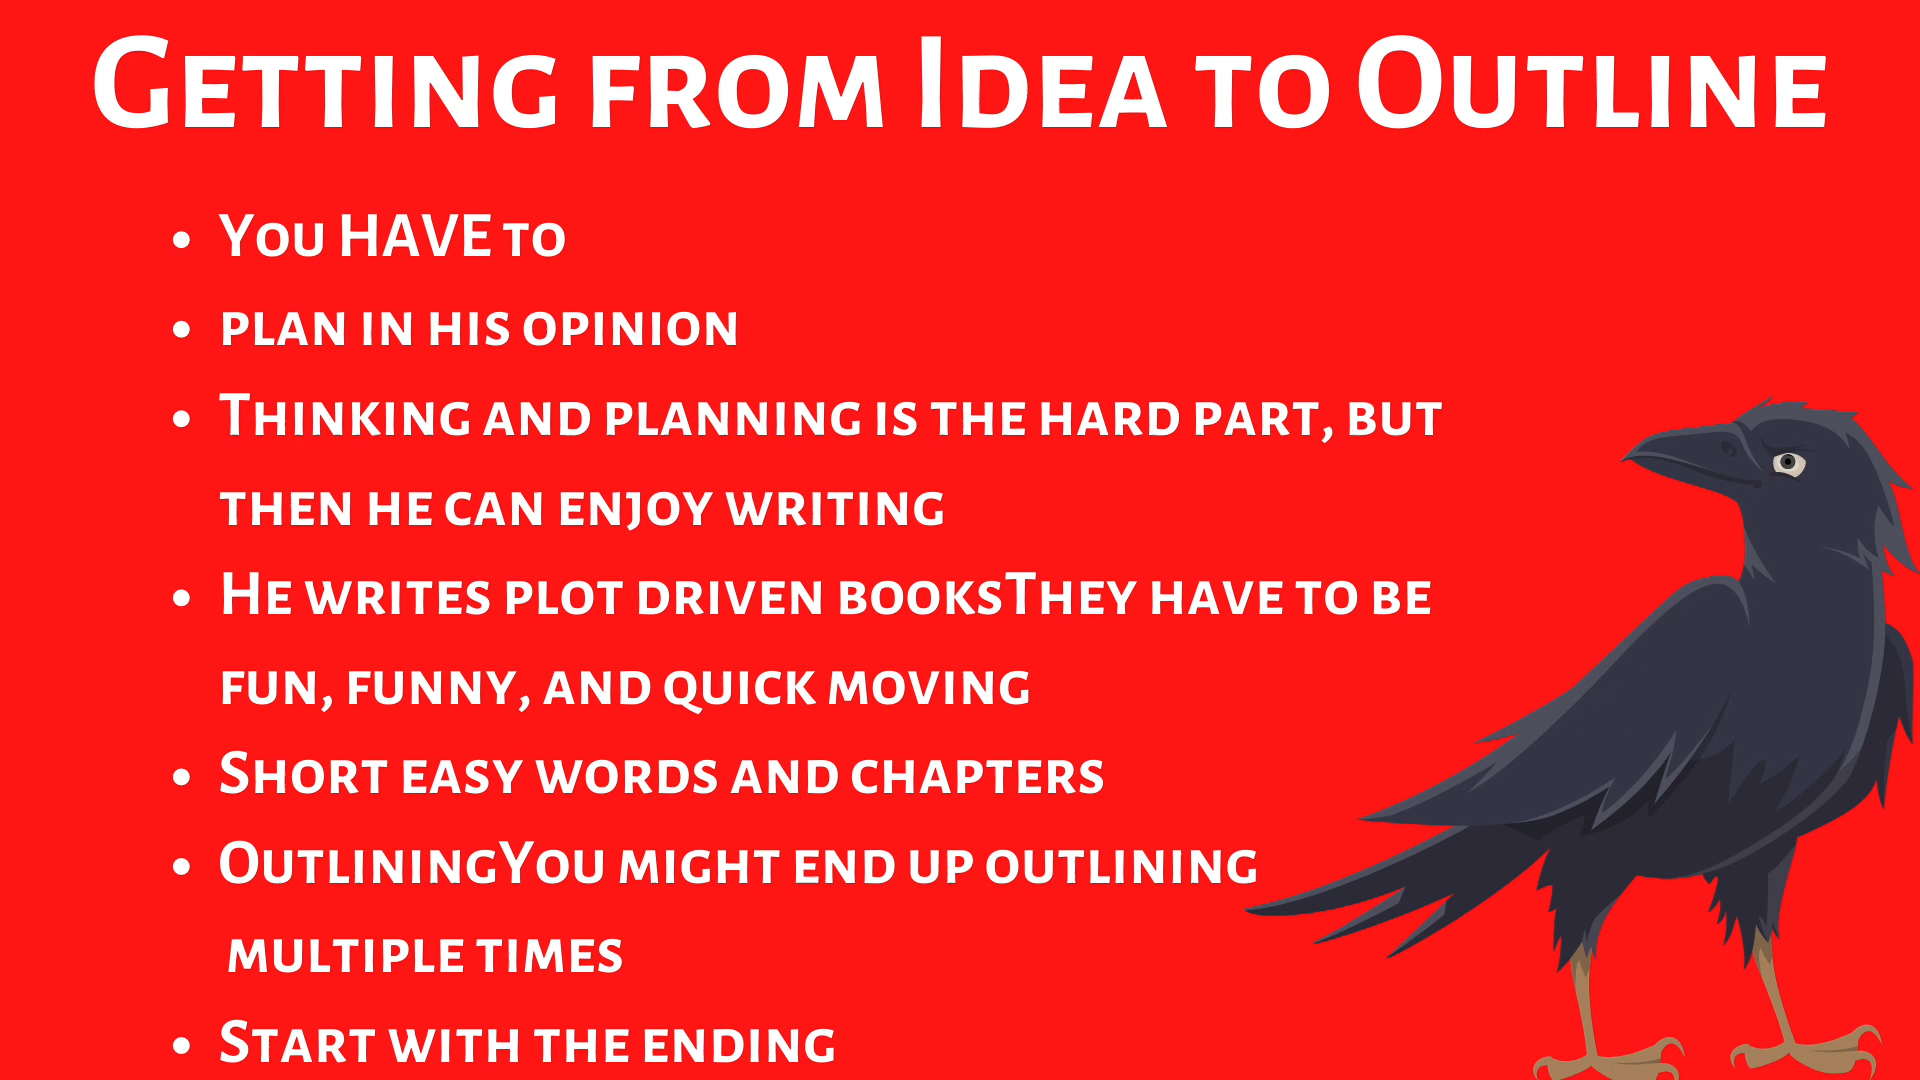 Getting from Idea to Outline
• You HAVE to
• plan in his opinion
• Thinking and planning is the hard part, but
then he can enjoy writing
• He writes plot driven booksThey have to be
fun, funny, and quick moving
• Short easy words and chapters
• OutliningYou might end up outlining
multiple times
• Start with the ending